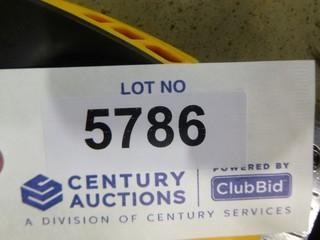 LOT NO
5786
CENTURY AUCTIONS
POWERED BY
ClubBid
A DIVISION OF CENTURY SERVICES